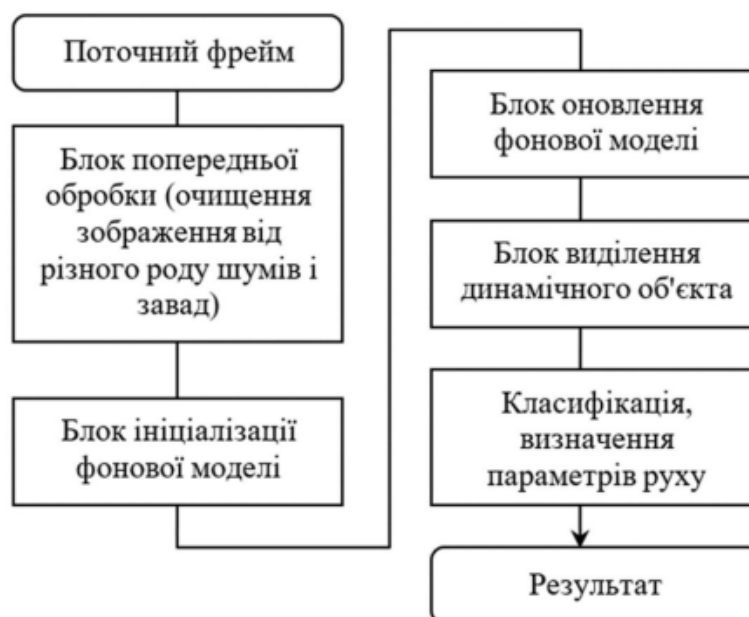 Поточний фрейм
Блок попередньої
обробки (очищення
зображення від
різного роду шумів і
завад)
Блок ініціалізації
фонової моделі
Блок оновлення
фонової моделі
Блок виділення
динамічного об'єкта
Класифікація,
визначення
параметрів руху
Результат